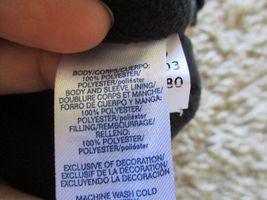 BODY/CORPS/CUERPO:
100% POLYESTER/
POLYESTER/poliéster
BODY AND SLEEVE LINING/
DOUBLURE CORPS ET MANCHE/
FORRO DE CUERPO Y MANGA:
100% POLYESTER/
POLYESTER/poliéster
FILLING/REMBOURRAGE/
RELLENO:
100% POLYESTER/
POLYESTER/poliéster
EXCLUSIVE OF DECORATION/
EXCLUSIF DE LA DÉCORATION/
EXCLUYENDO LA DECORACIÓN
MACHINE WASH COLD
03
80